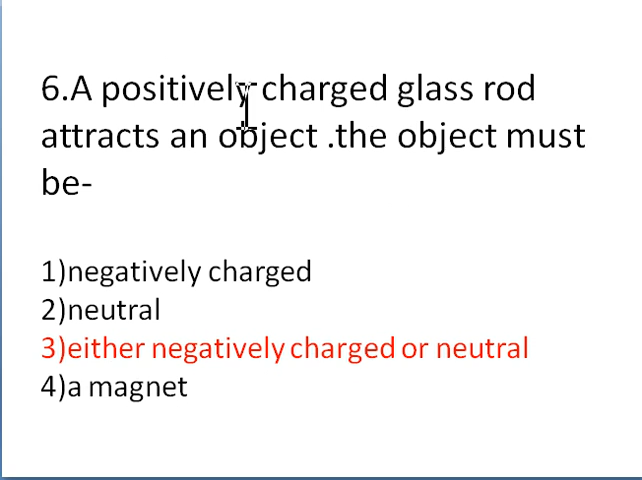 6.A positively charged glass rod
attracts an object .the object must
be-
1)negatively charged
2)neutral
3)either negatively charged or neutral
4)a magnet